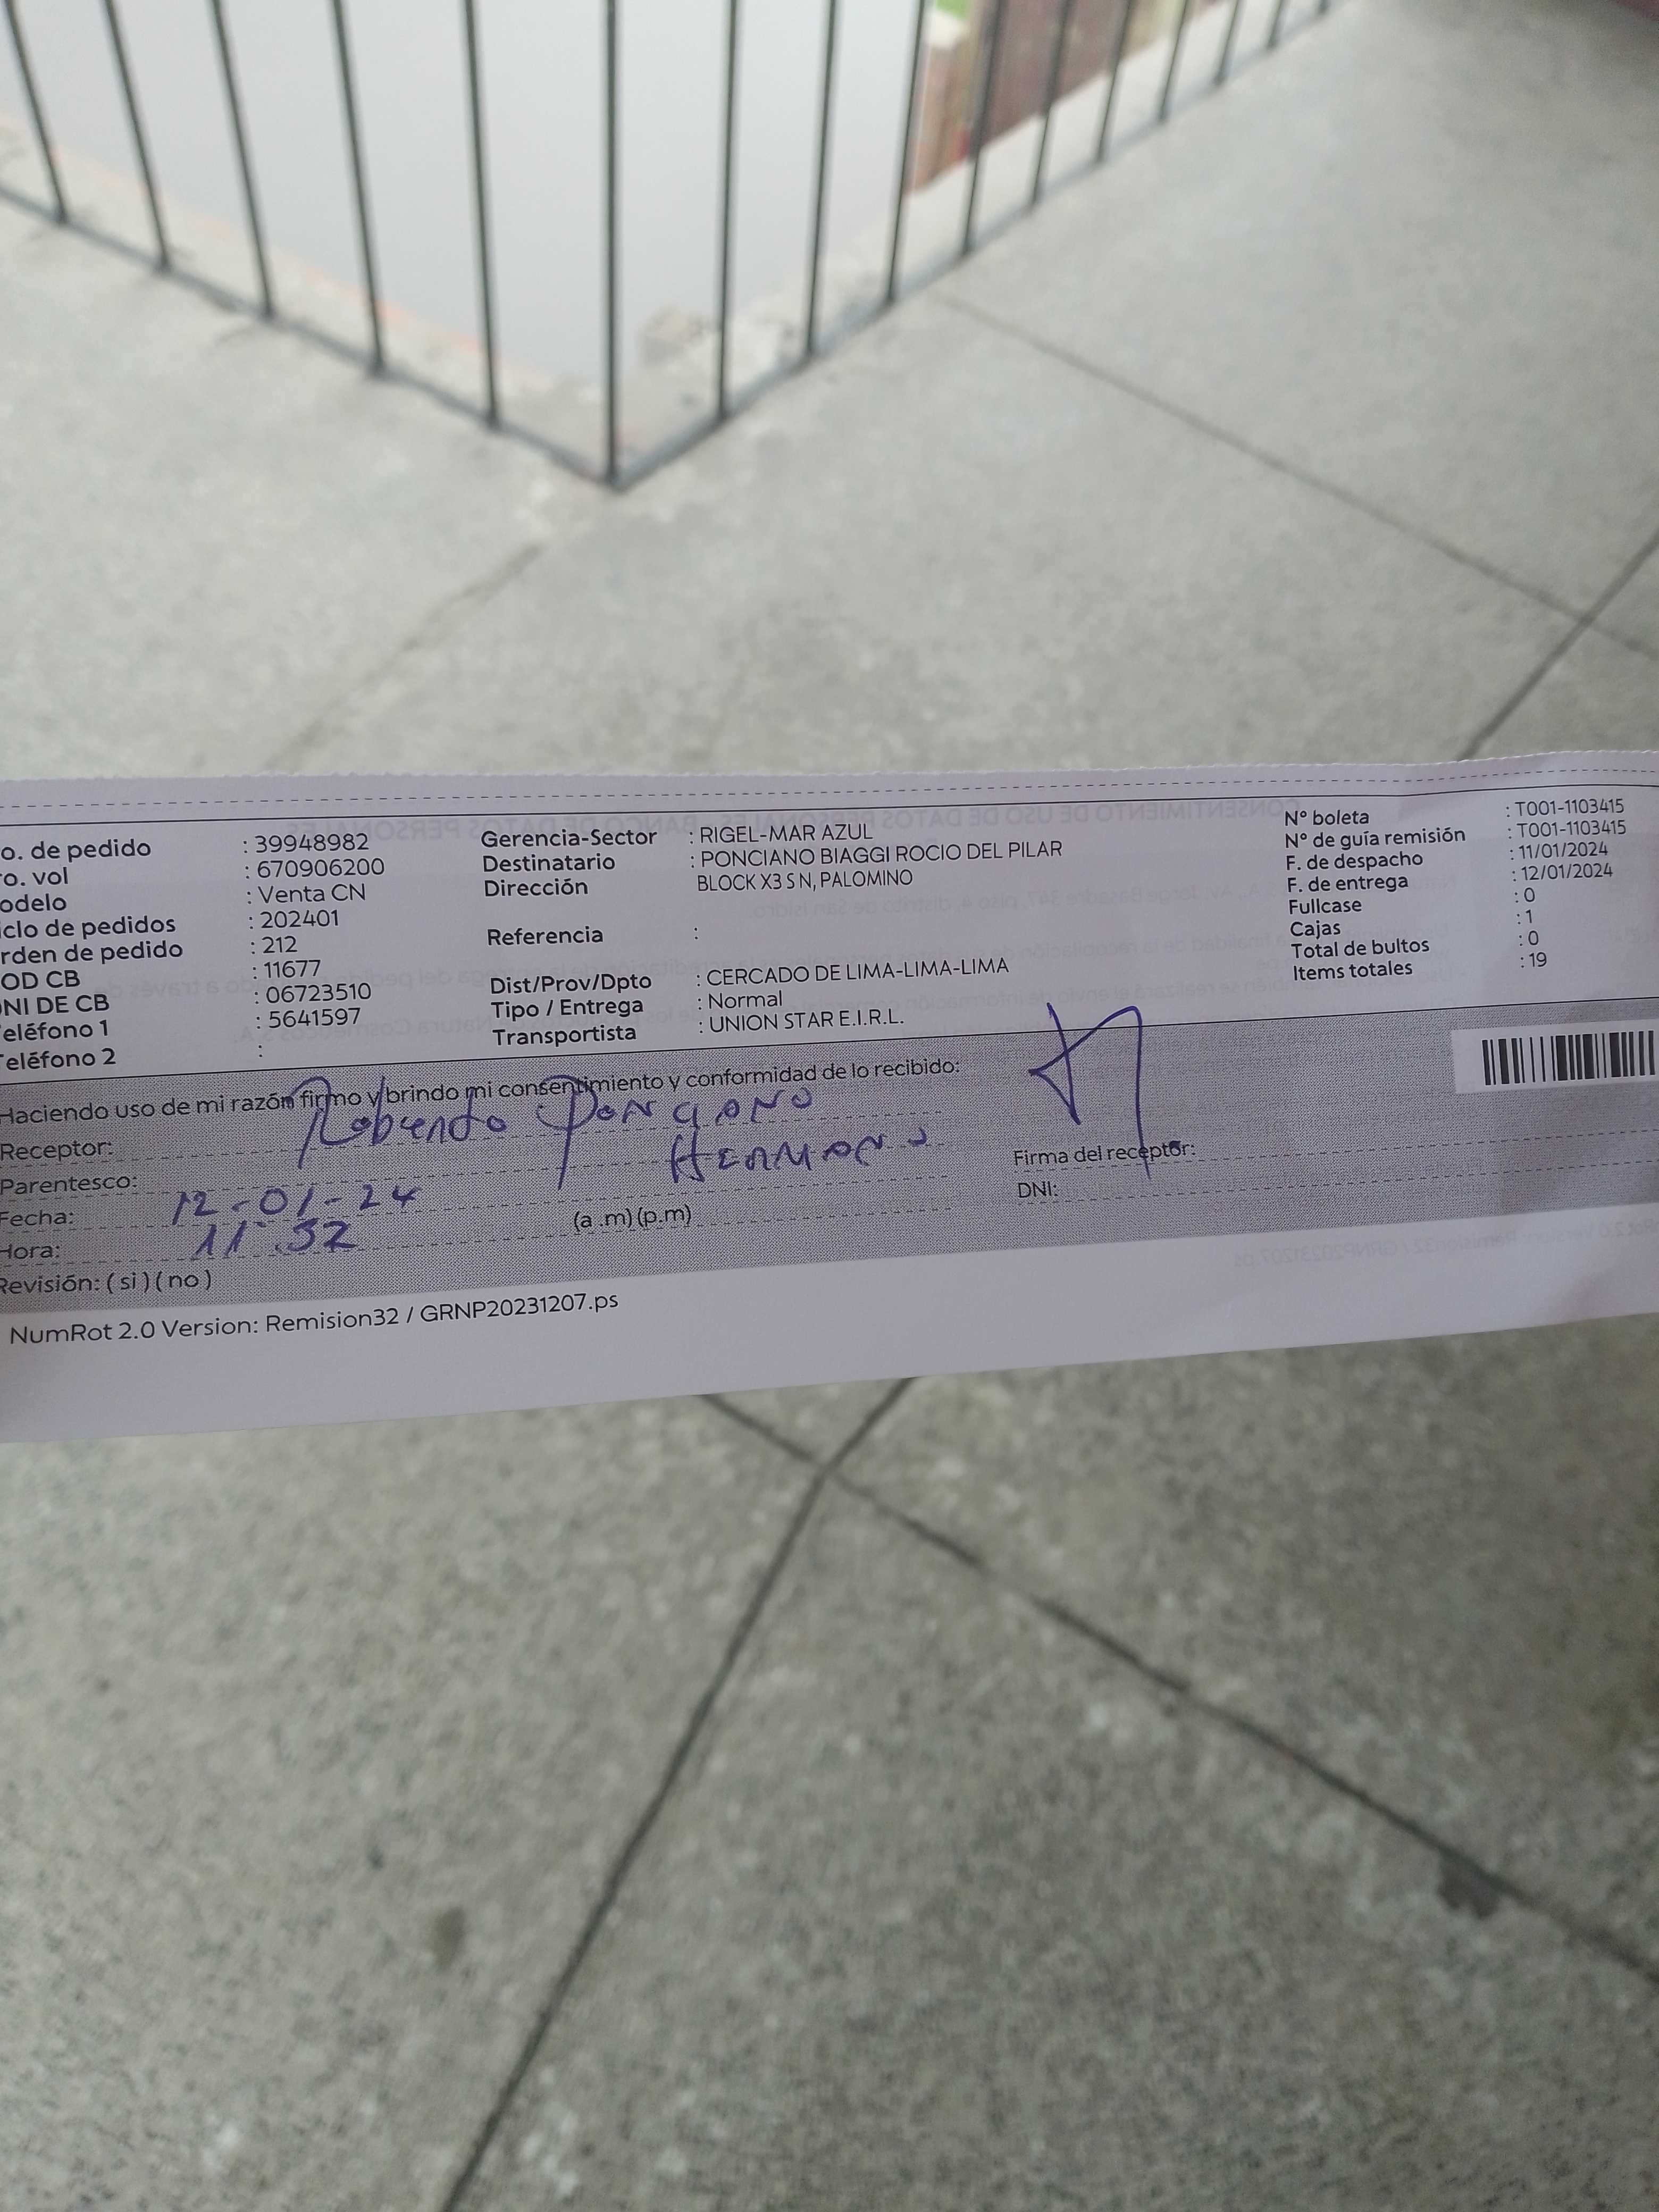 o. de pedido : 39948982
ro. vol : 670906200
odelo : Venta CN
iclo de pedidos : 202401
rden de pedido : 212
OD CB : 11677
NI DE CB : 06723510
eléfono 1 : 5641597
eléfono 2 :
Gerencia-Sector : RIGEL-MAR AZUL
Destinatario : PONCIANO BIAGGI ROCIO DEL PILAR
Dirección BLOCK X3 S N, PALOMINO
Referencia :
Dist/Prov/Dpto : CERCADO DE LIMA-LIMA-LIMA
Tipo / Entrega : Normal
Transportista : UNION STAR E.I.R.L.
N° boleta : T001-1103415
N° de guía remisión : T001-1103415
F. de despacho : 11/01/2024
F. de entrega : 12/01/2024
Fullcase : 0
Cajas : 1
Total de bultos : 0
Items totales : 19
Haciendo uso de mi razón firmo y brindo mi consentimiento y conformidad de lo recibido:
Receptor: Roberto Ponciano
Parentesco: Hermano
Fecha: 12-01-24
Hora: 11:32 (a .m) (p.m)
Revisión: ( si ) ( no )
Firma del receptor:
DNI:
NumRot 2.0 Version: Remision32 / GRNP20231207.ps